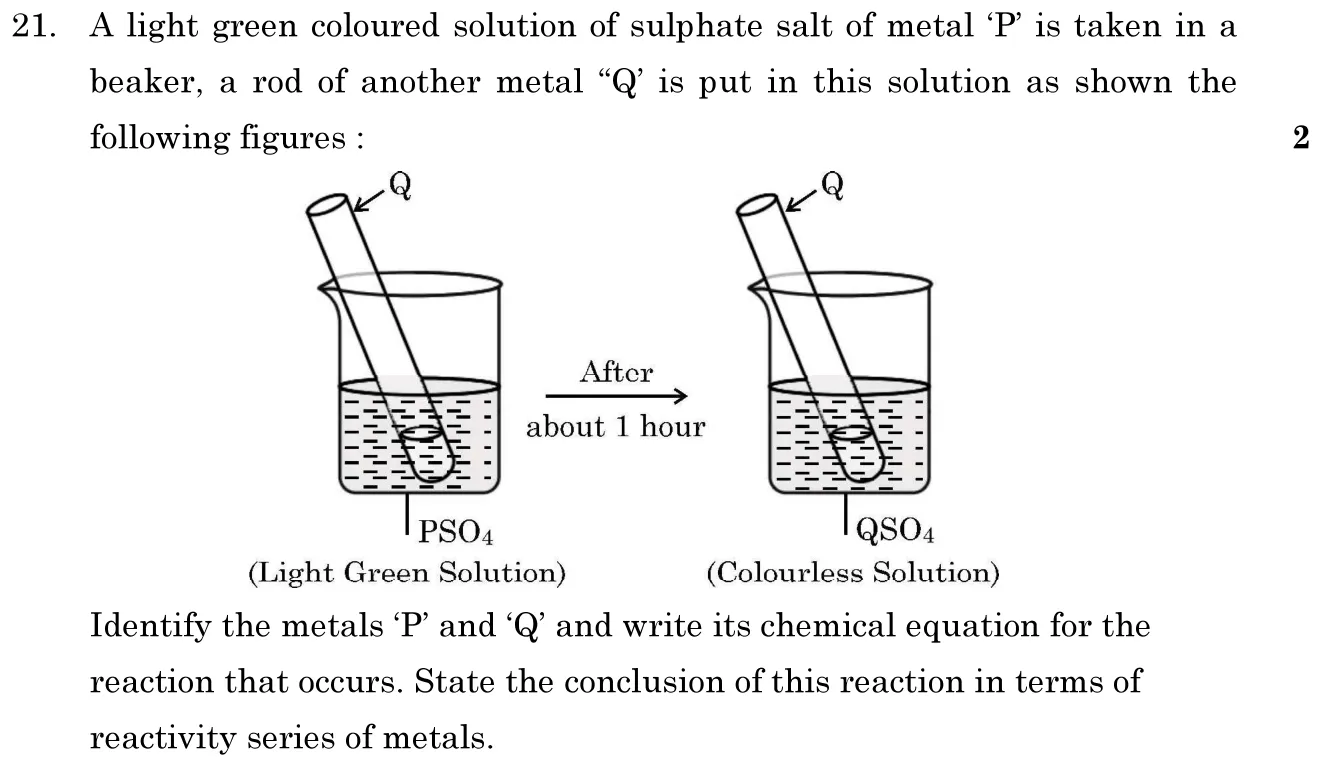 21. A light green coloured solution of sulphate salt of metal ‘P’ is taken in a
beaker, a rod of another metal “Q’ is put in this solution as shown the
following figures : 2
Q Q
After
about 1 hour
PSO₄ QSO₄
(Light Green Solution) (Colourless Solution)
Identify the metals ‘P’ and ‘Q’ and write its chemical equation for the
reaction that occurs. State the conclusion of this reaction in terms of
reactivity series of metals.